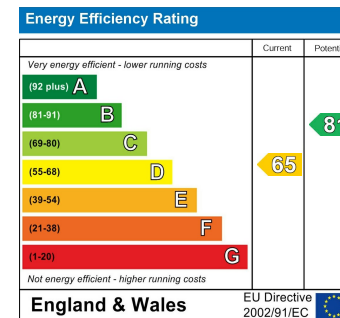 Energy Efficiency Rating
Current
Very energy efficient - lower running costs
(92 plus) A
(81-91) B
81
(69-80) C
(55-68) D
65
(39-54) E
(21-38) F
(1-20) G
Not energy efficient - higher running costs
England & Wales
EU Directive
2002/91/EC